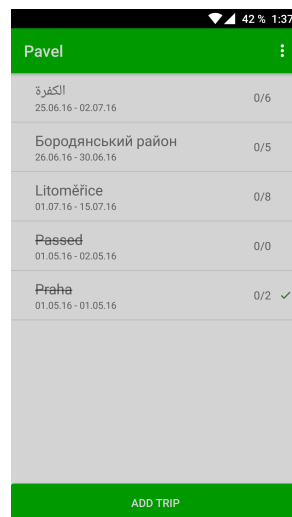 42 % 1:37
Pavel
الكفرة
25.06.16 - 02.07.16
0/6
Бородянський район
26.06.16 - 30.06.16
0/5
Litoměřice
01.07.16 - 15.07.16
0/8
Passed
01.05.16 - 02.05.16
0/0
Praha
01.05.16 - 01.05.16
0/2
ADD TRIP